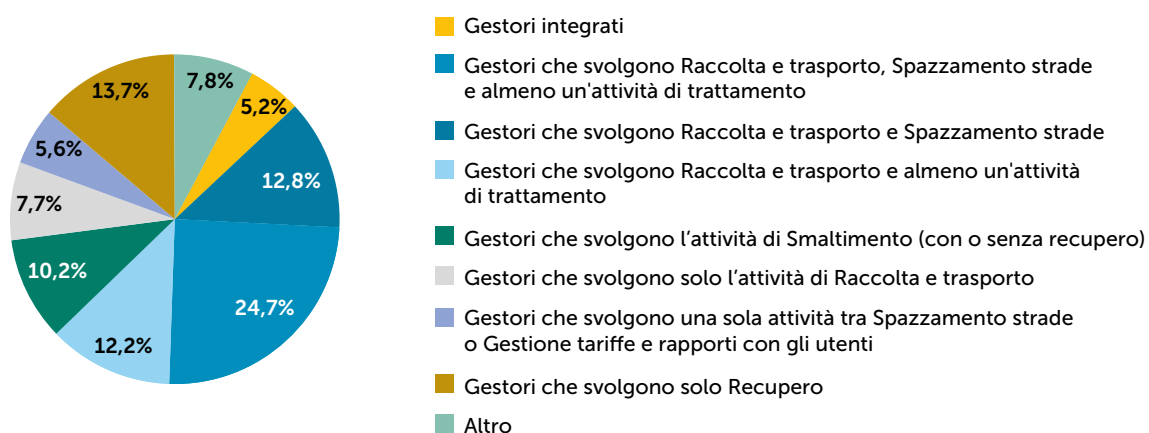 7,8%
5,2%
12,8%
24,7%
12,2%
10,2%
7,7%
5,6%
13,7%
Gestori integrati
Gestori che svolgono Raccolta e trasporto, Spazzamento strade
e almeno un'attività di trattamento
Gestori che svolgono Raccolta e trasporto e Spazzamento strade
Gestori che svolgono Raccolta e trasporto e almeno un'attività
di trattamento
Gestori che svolgono l’attività di Smaltimento (con o senza recupero)
Gestori che svolgono solo l’attività di Raccolta e trasporto
Gestori che svolgono una sola attività tra Spazzamento strade
o Gestione tariffe e rapporti con gli utenti
Gestori che svolgono solo Recupero
Altro